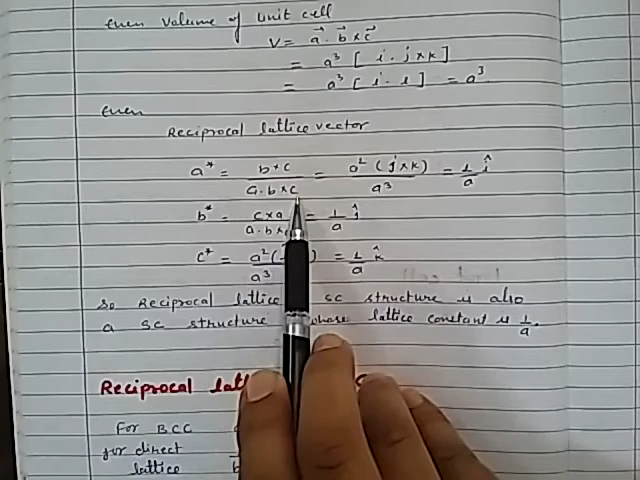 then volume of unit cell
V = a⃗ · b⃗ × c⃗
= a³ [ i · j × k ]
= a³ [ i · i ] = a³
then
Reciprocal lattice vector
a* = b × c / a · b × c = a² (j × k) / a³ = 1/a î
b* = c × a / a · b × = 1/a ĵ
c* = a² ( ) / a³ = 1/a k̂
so Reciprocal lattice sc structure is also
a sc structure whose lattice constant is 1/a.
Reciprocal
For BCC
for direct
lattice